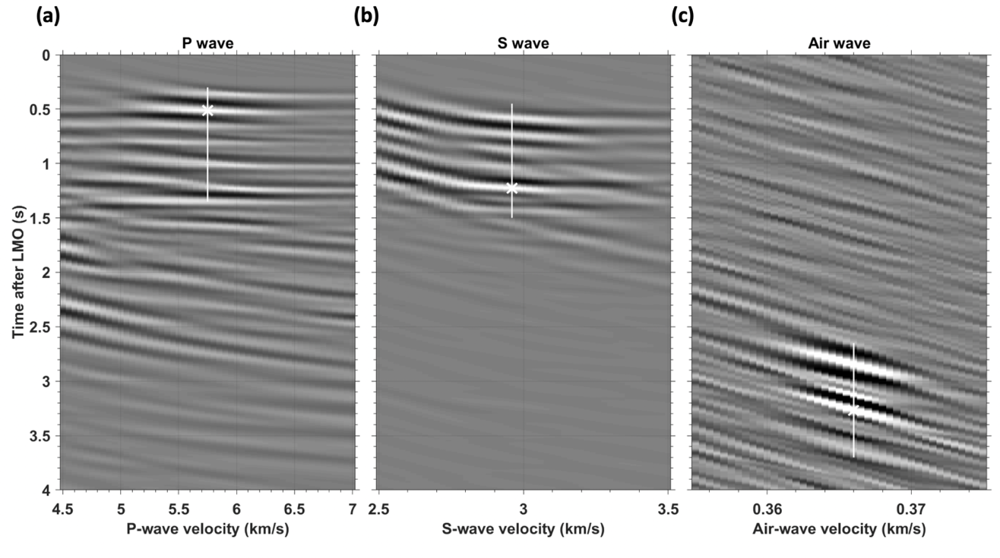 (a) (b) (c)
P wave S wave Air wave
0
0.5
1
1.5
2
2.5
3
3.5
4
Time after LMO (s)
4.5 5 5.5 6 6.5 7
P-wave velocity (km/s)
2.5 3 3.5
S-wave velocity (km/s)
0.36 0.37
Air-wave velocity (km/s)